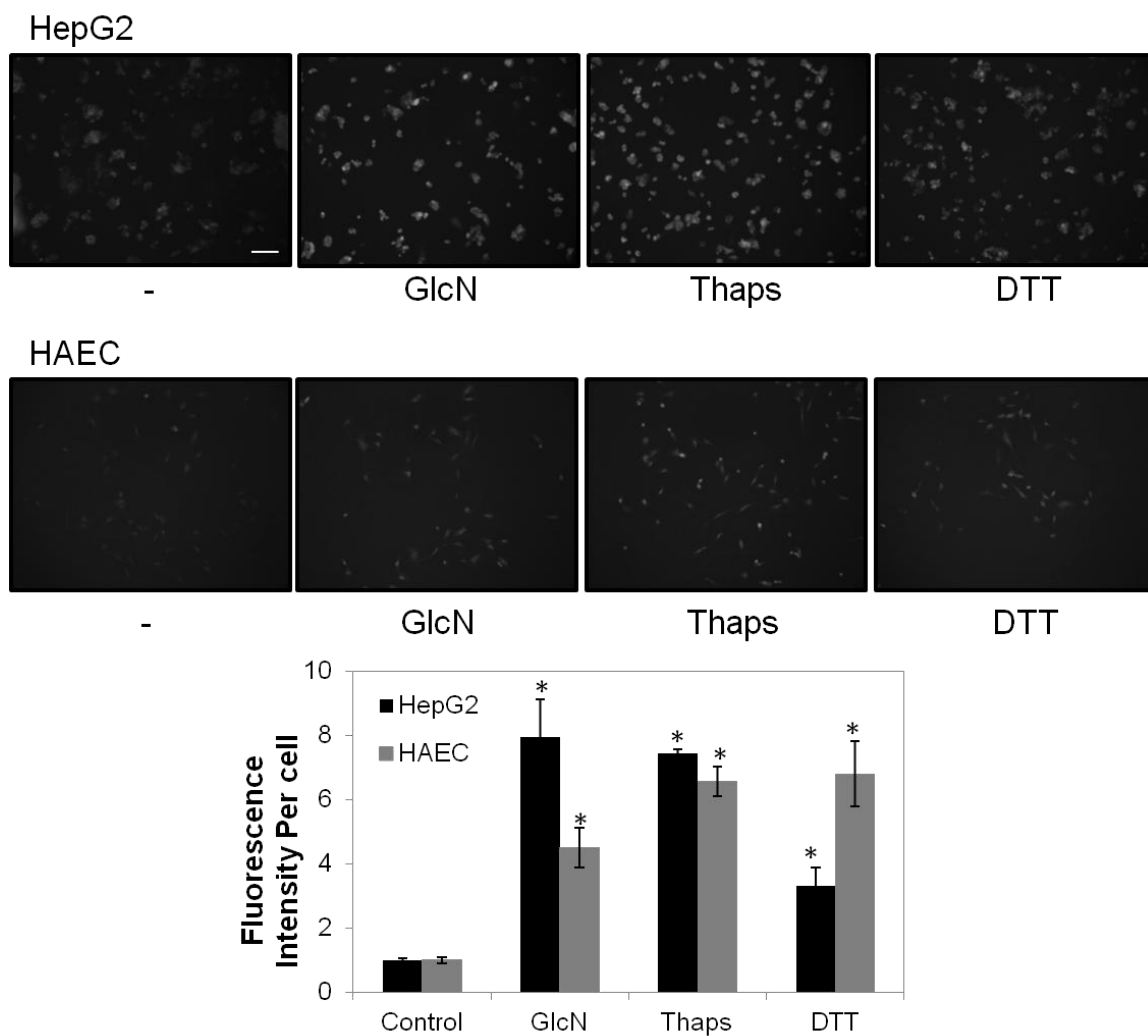 HepG2
- GlcN Thaps DTT
HAEC
- GlcN Thaps DTT
10
8
6
4
2
0
Fluorescence
Intensity Per cell
HepG2
HAEC
* *
* *
* *
Control GlcN Thaps DTT